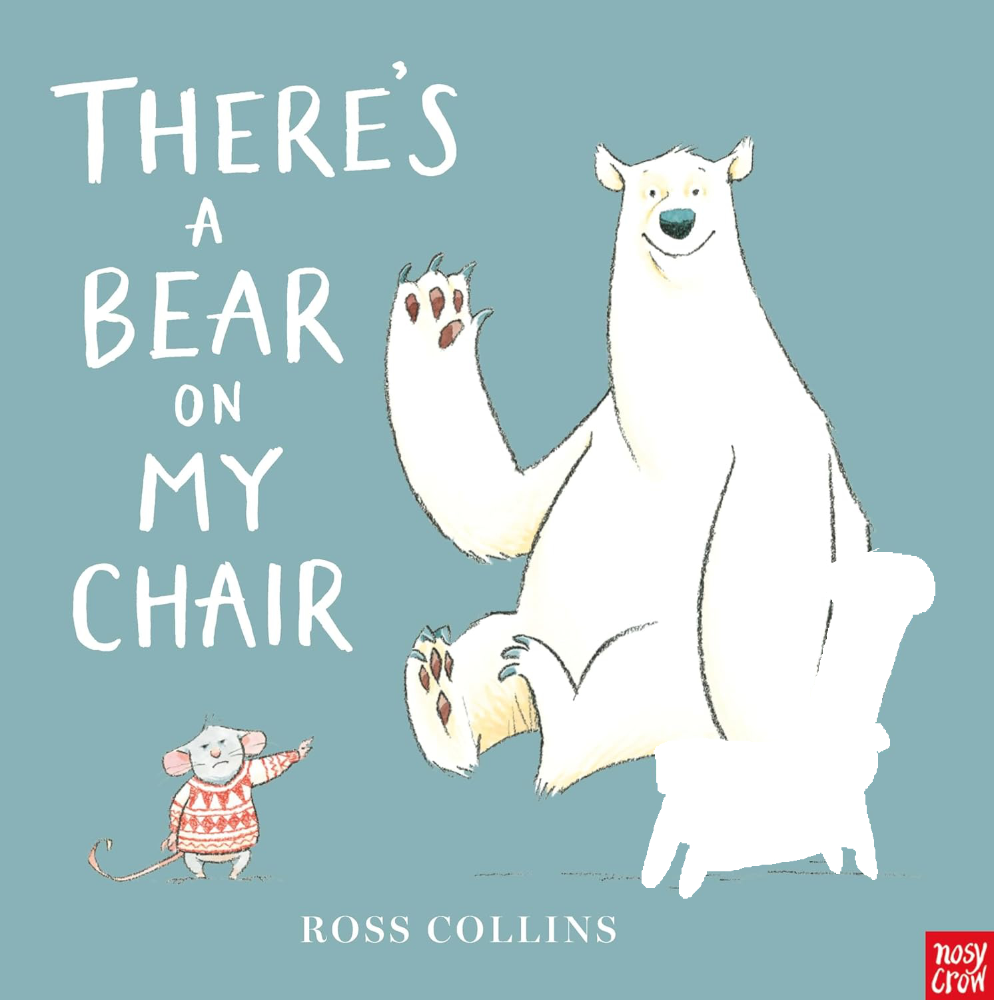 THERE'S
A
BEAR
ON
MY
CHAIR
ROSS COLLINS
nosy
crow